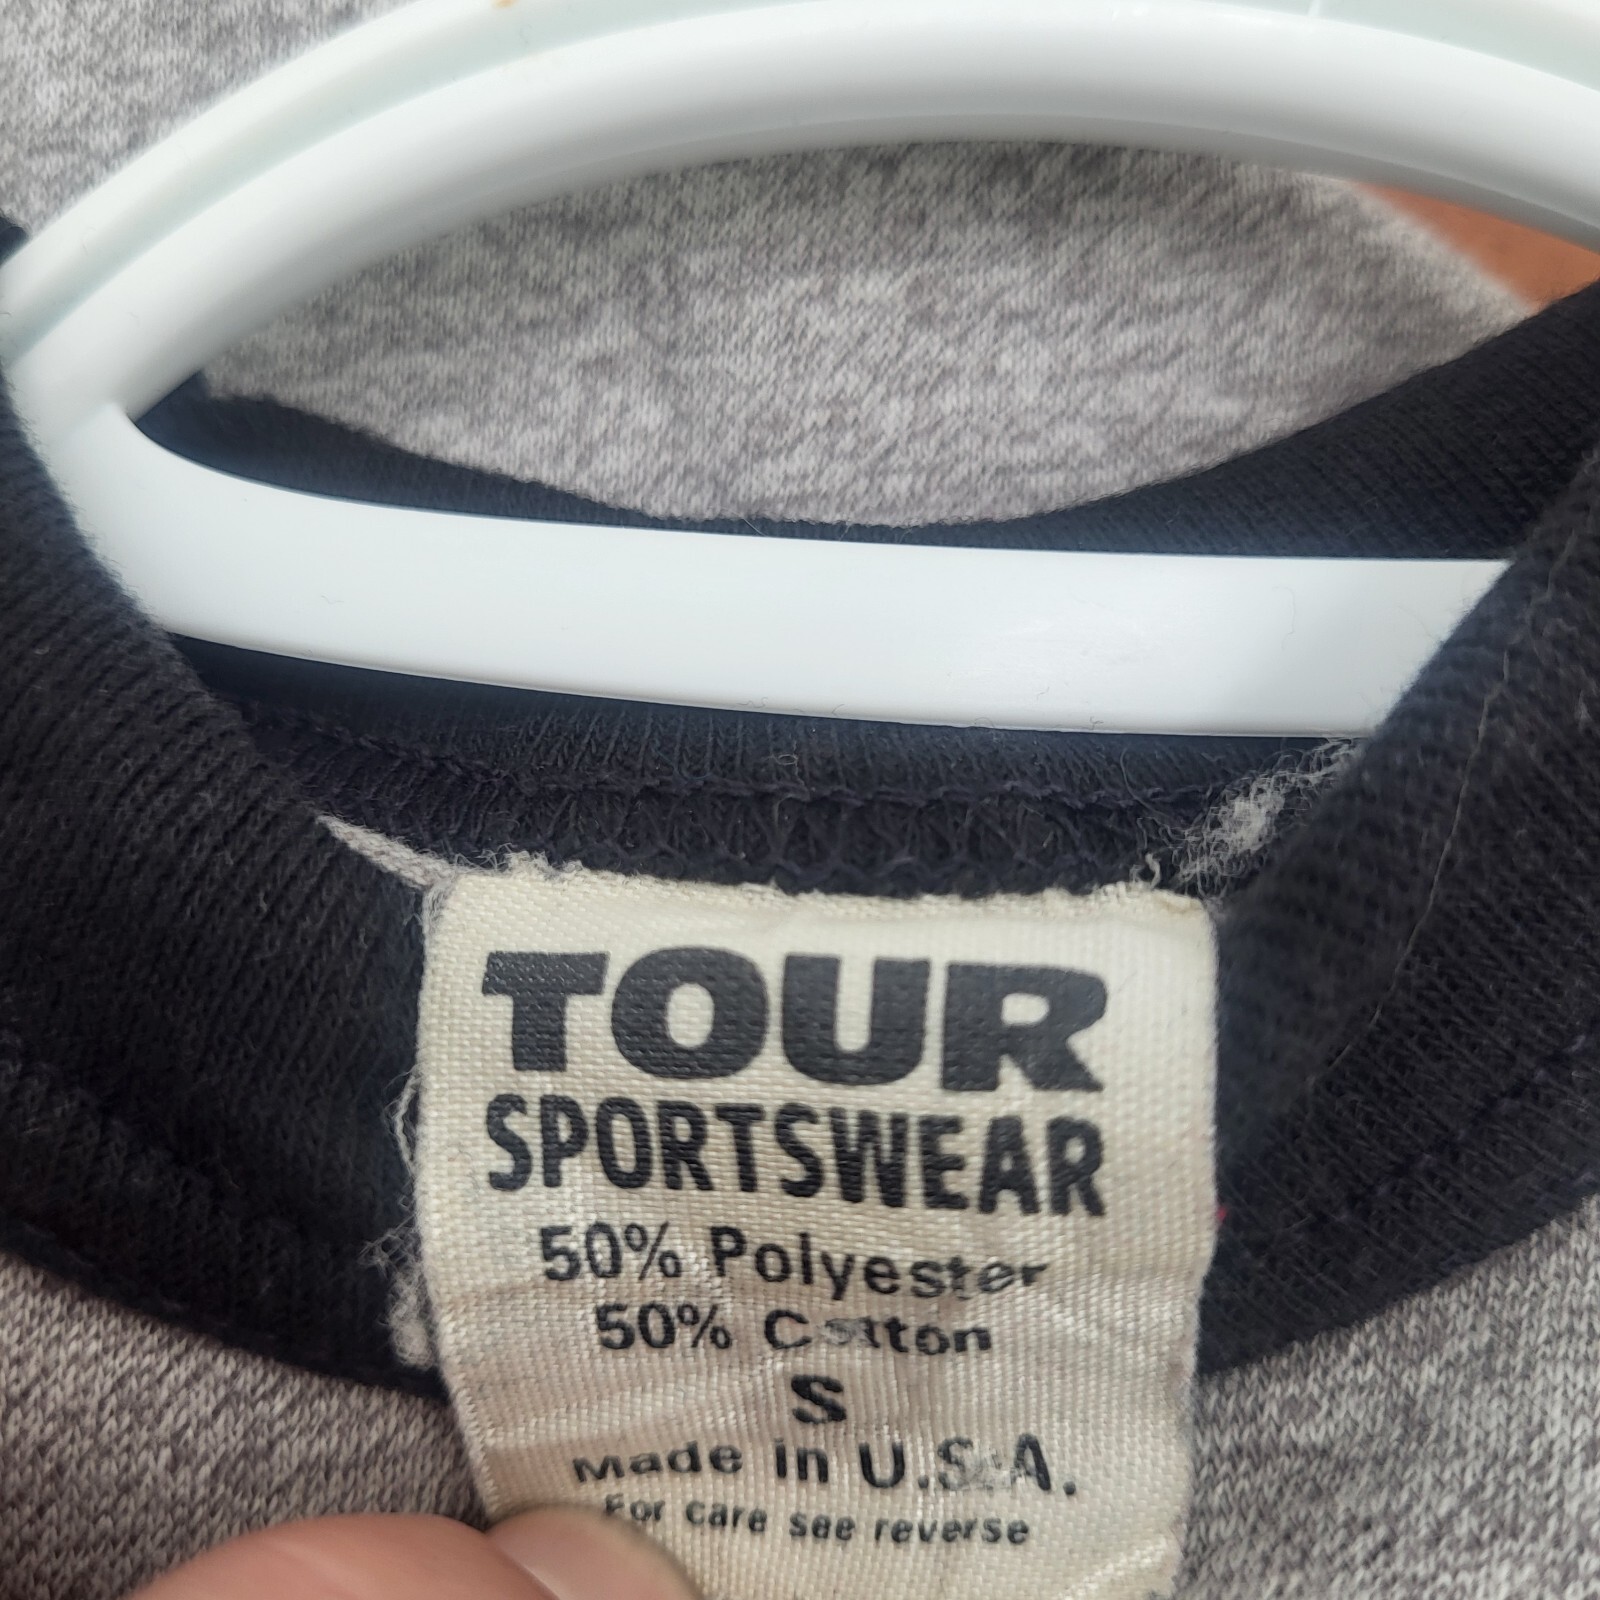 TOUR
SPORTSWEAR
50% Polyester
50% Cotton
S
Made in U.S.A.
For care see reverse